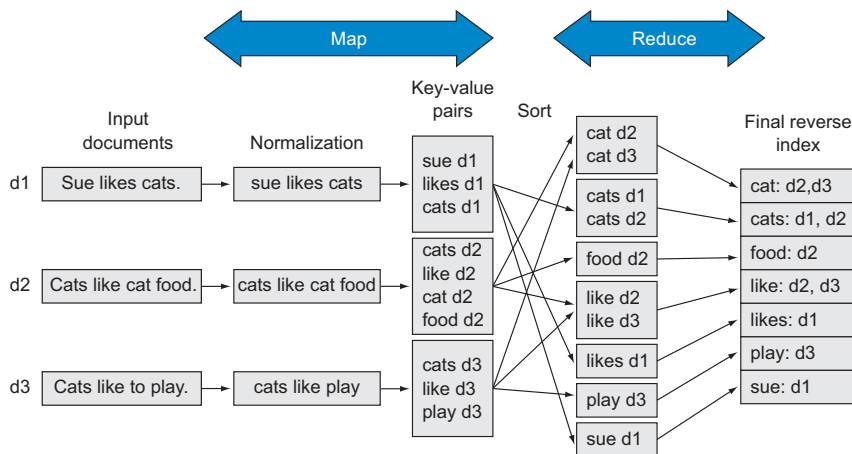 Map
Reduce
Key-value
pairs
Sort
Input
documents
Normalization
Final reverse
index
d1
Sue likes cats.
sue likes cats
sue d1
likes d1
cats d1
d2
Cats like cat food.
cats like cat food
cats d2
like d2
cat d2
food d2
d3
Cats like to play.
cats like play
cats d3
like d3
play d3
cat d2
cat d3
cats d1
cats d2
food d2
like d2
like d3
likes d1
play d3
sue d1
cat: d2,d3
cats: d1, d2
food: d2
like: d2, d3
likes: d1
play: d3
sue: d1